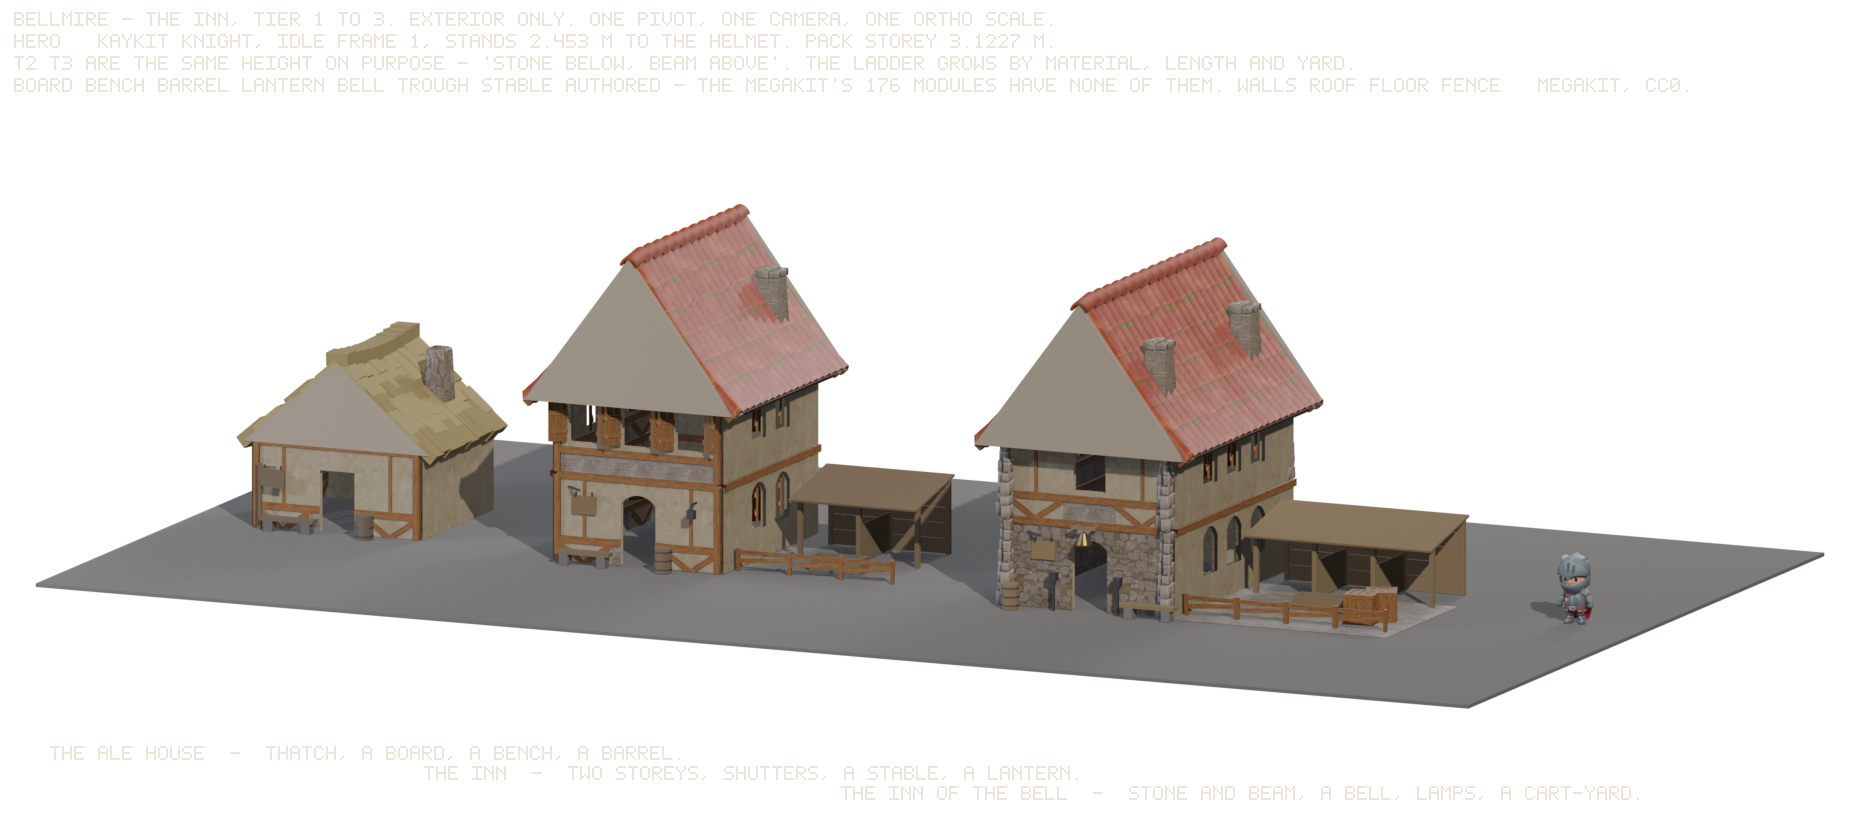 BELLMIRE - THE INN, TIER 1 TO 3. EXTERIOR ONLY. ONE PIVOT, ONE CAMERA, ONE ORTHO SCALE.
HERO   KAYKIT KNIGHT, IDLE FRAME 1, STANDS 2.453 M TO THE HELMET. PACK STOREY 3.1227 M.
T2 T3 ARE THE SAME HEIGHT ON PURPOSE - 'STONE BELOW, BEAM ABOVE'. THE LADDER GROWS BY MATERIAL, LENGTH AND YARD.
BOARD BENCH BARREL LANTERN BELL TROUGH STABLE AUTHORED - THE MEGAKIT'S 176 MODULES HAVE NONE OF THEM. WALLS ROOF FLOOR FENCE   MEGAKIT, CC0.
THE ALE HOUSE  -  THATCH, A BOARD, A BENCH, A BARREL.
THE INN  -  TWO STOREYS, SHUTTERS, A STABLE, A LANTERN.
THE INN OF THE BELL  -  STONE AND BEAM, A BELL, LAMPS, A CART-YARD.